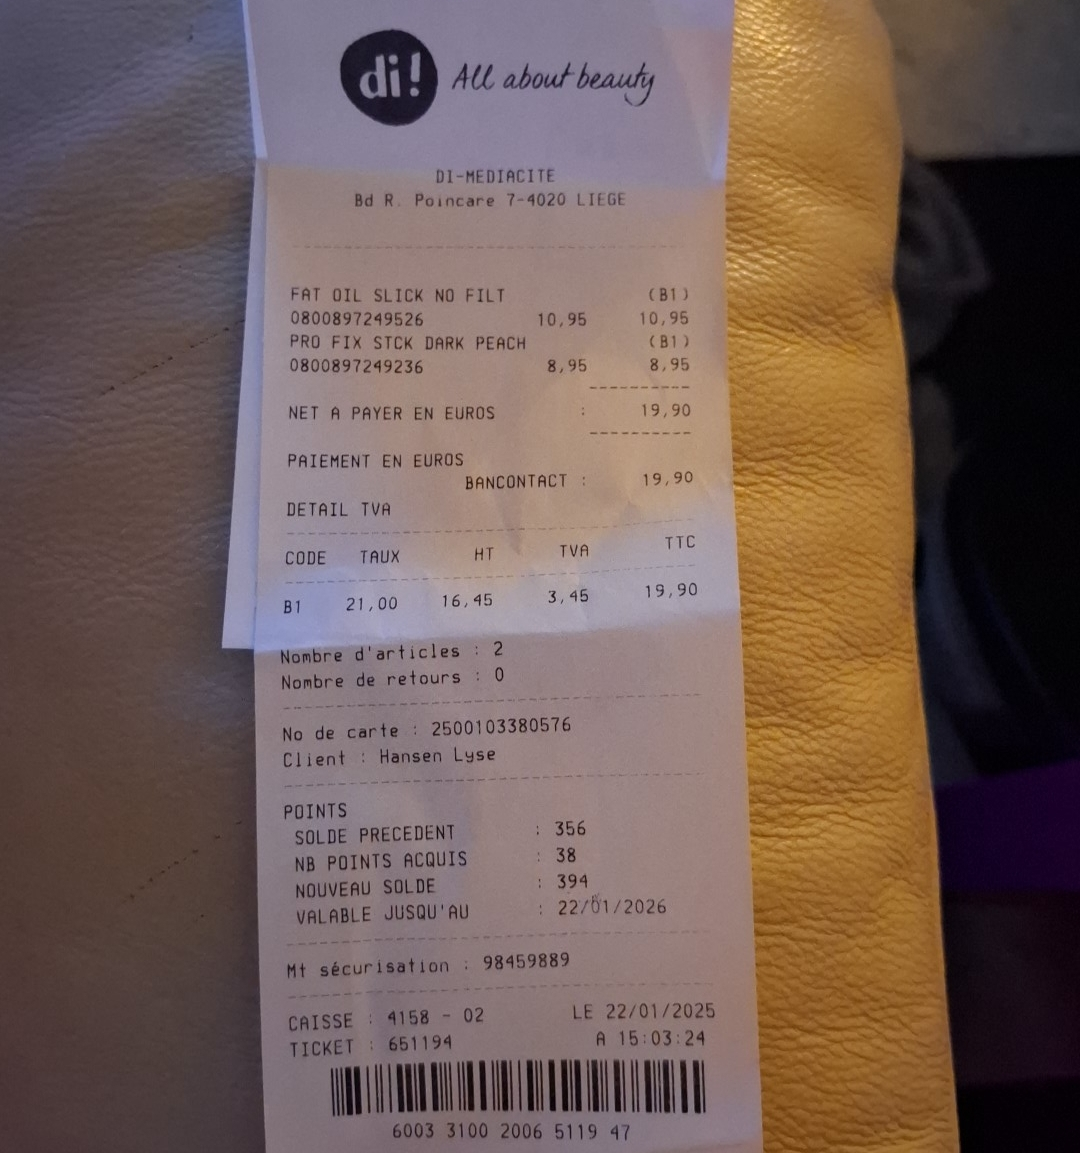 di! All about beauty
DI-MEDIACITE
Bd R. Poincare 7-4020 LIEGE
FAT OIL SLICK NO FILT (B1)
0800897249526 10,95 10,95
PRO FIX STCK DARK PEACH (B1)
0800897249236 8,95 8,95
NET A PAYER EN EUROS : 19,90
PAIEMENT EN EUROS
BANCONTACT : 19,90
DETAIL TVA
CODE TAUX HT TVA TTC
B1 21,00 16,45 3,45 19,90
Nombre d'articles : 2
Nombre de retours : 0
No de carte : 2500103380576
Client : Hansen Lyse
POINTS
SOLDE PRECEDENT : 356
NB POINTS ACQUIS : 38
NOUVEAU SOLDE : 394
VALABLE JUSQU'AU : 22/01/2026
Mt sécurisation : 98459889
CAISSE : 4158 - 02 LE 22/01/2025
TICKET : 651194 A 15:03:24
6003 3100 2006 5119 47